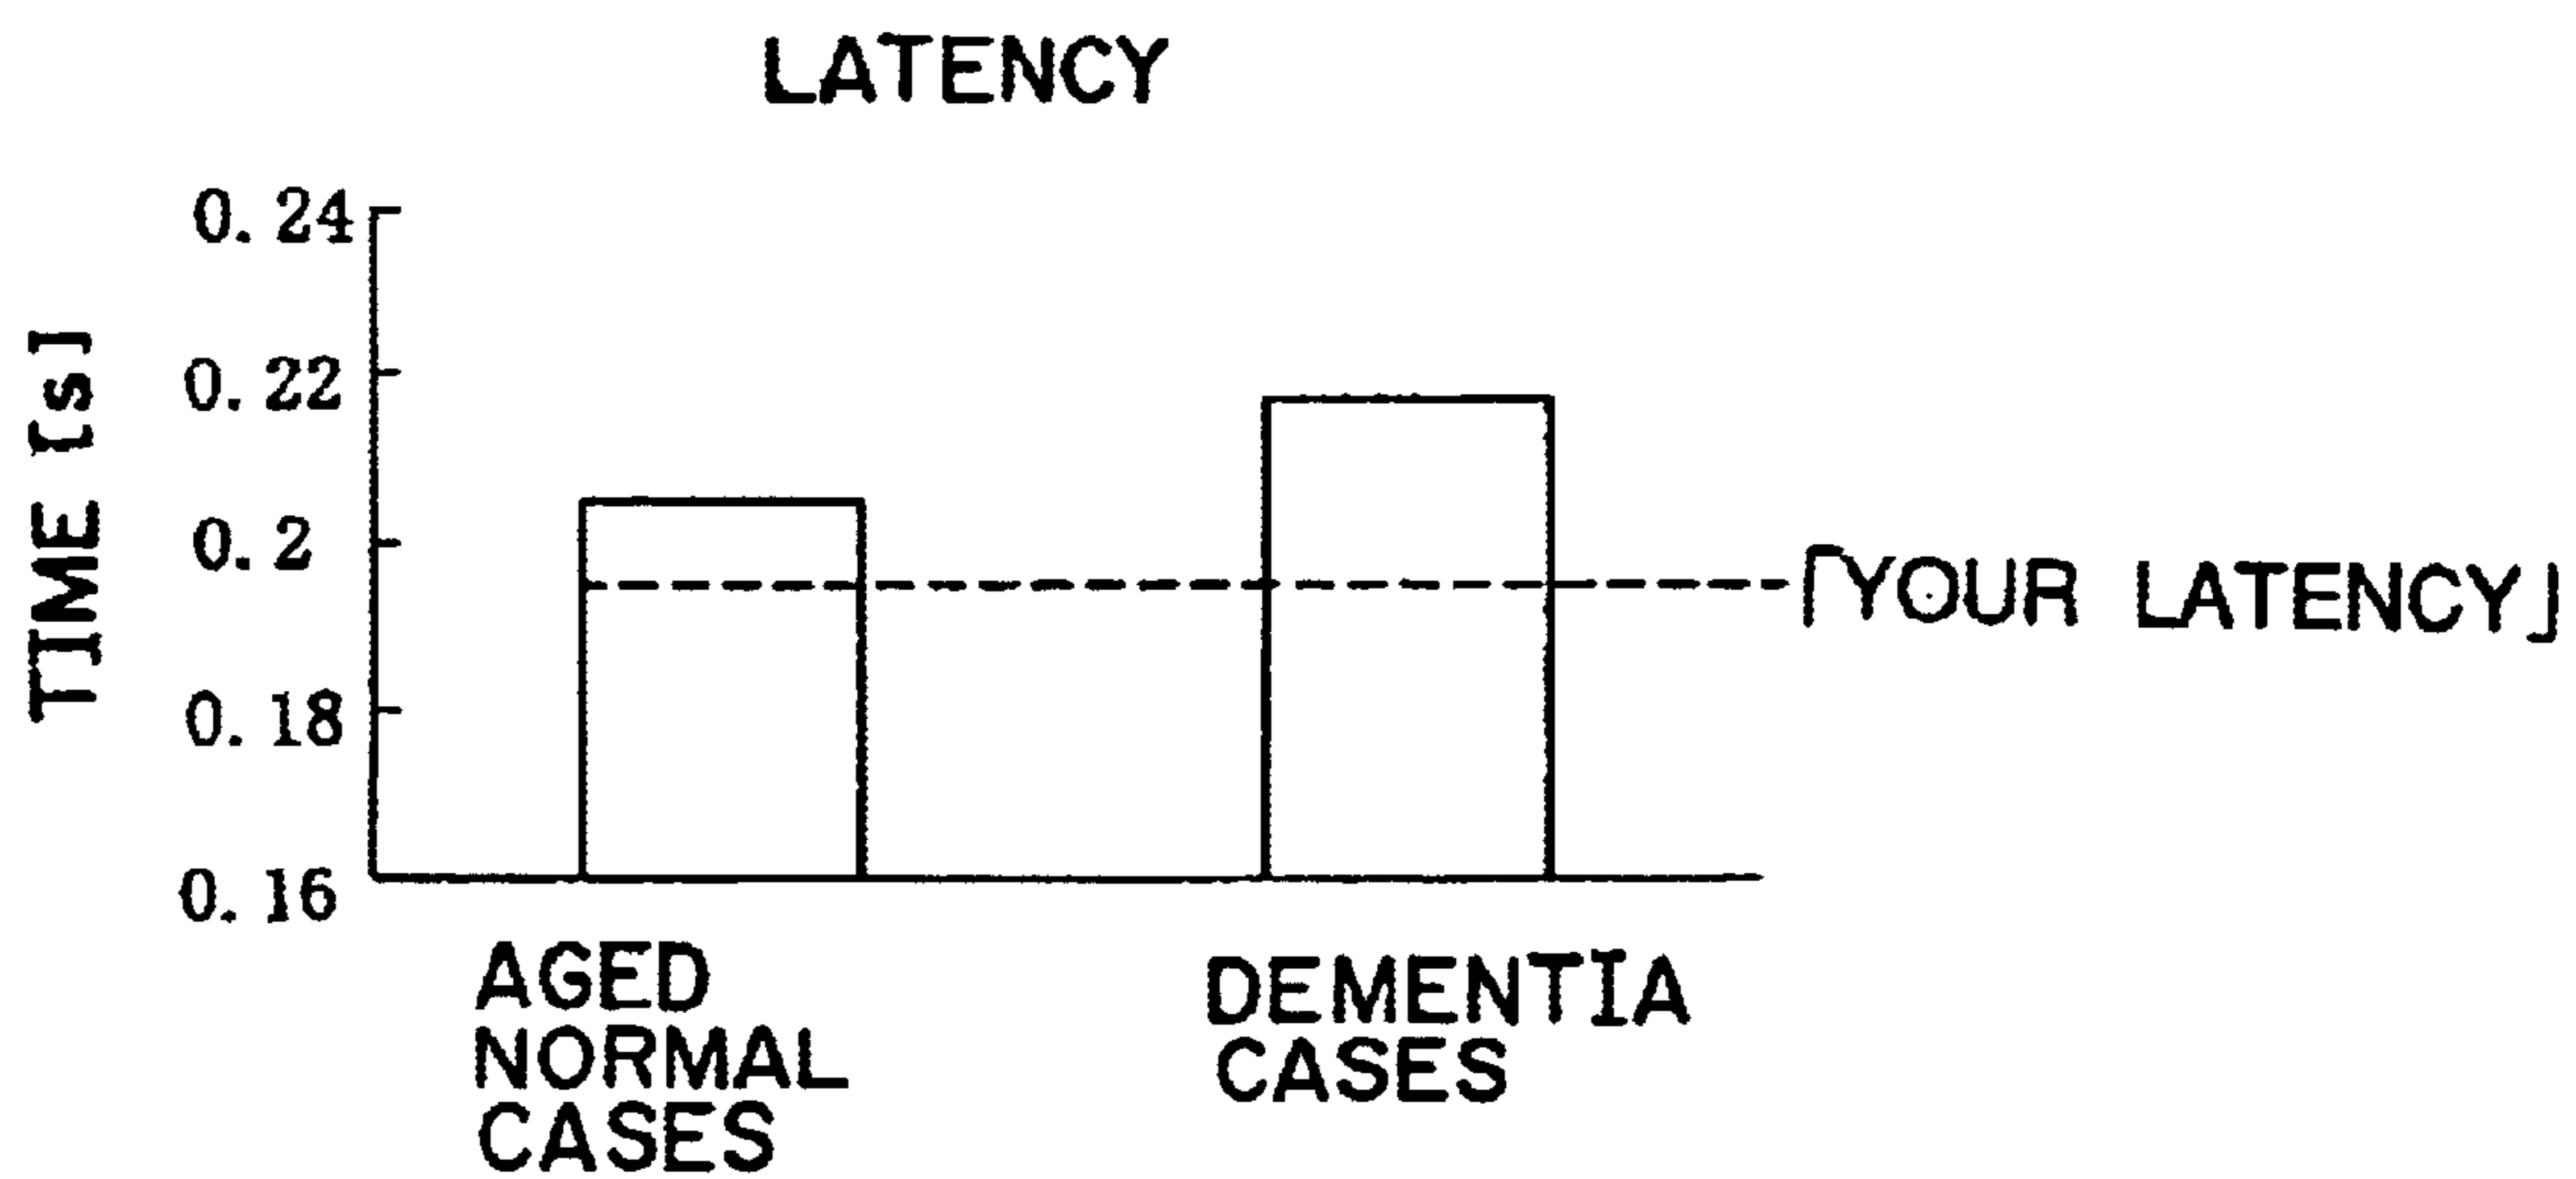 LATENCY
TIME [s]
0. 24
0. 22
0. 2
0. 18
0. 16
「YOUR LATENCY」
AGED
NORMAL
CASES
DEMENTIA
CASES